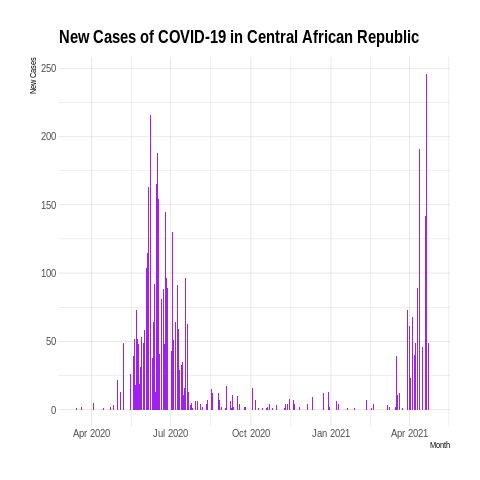 New Cases of COVID-19 in Central African Republic
New Cases
250
200
150
100
50
0
Apr 2020 Jul 2020 Oct 2020 Jan 2021 Apr 2021
Month